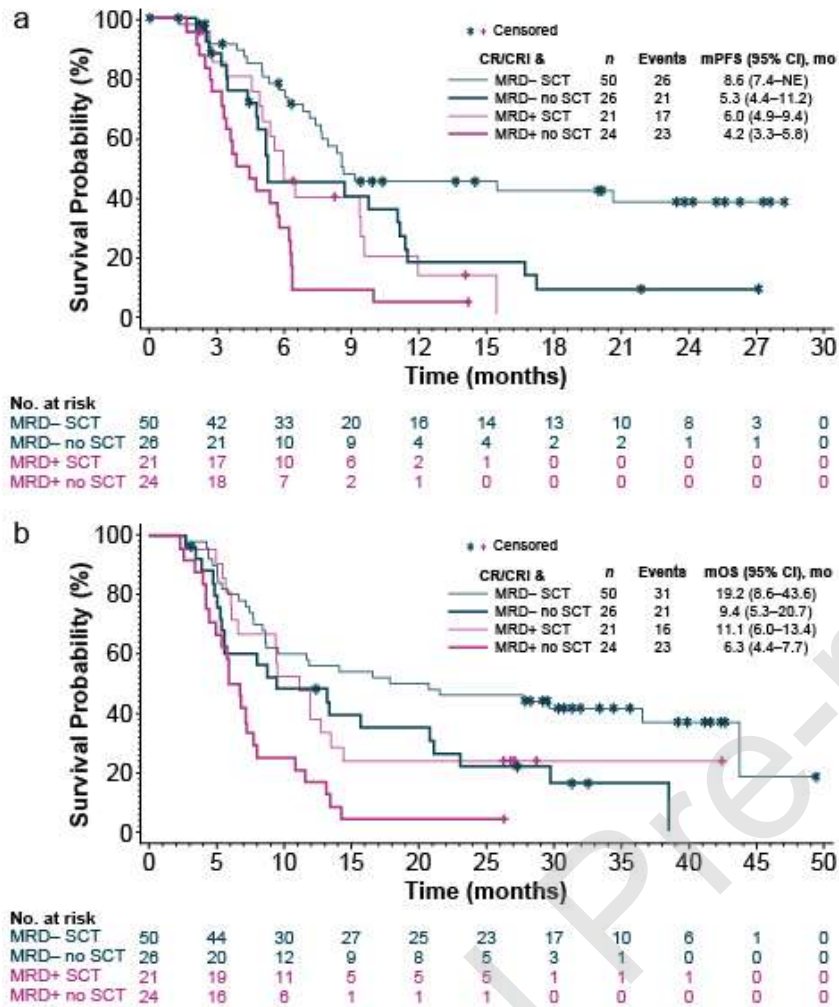 a
Survival Probability (%)
100
80
60
40
20
0
Censored
CR/CRI & n Events mPFS (95% CI), mo
MRD– SCT 50 26 8.6 (7.4–NE)
MRD– no SCT 26 21 5.3 (4.4–11.2)
MRD+ SCT 21 17 6.0 (4.9–9.4)
MRD+ no SCT 24 23 4.2 (3.3–5.8)
0 3 6 9 12 15 18 21 24 27 30
Time (months)
No. at risk
MRD– SCT 50 42 33 20 16 14 13 10 8 3 0
MRD– no SCT 26 21 10 9 4 4 2 2 1 1 0
MRD+ SCT 21 17 10 6 2 1 0 0 0 0 0
MRD+ no SCT 24 18 7 2 1 0 0 0 0 0 0
b
Survival Probability (%)
100
80
60
40
20
0
Censored
CR/CRI & n Events mOS (95% CI), mo
MRD– SCT 50 31 19.2 (8.6–43.6)
MRD– no SCT 26 21 9.4 (5.3–20.7)
MRD+ SCT 21 16 11.1 (6.0–13.4)
MRD+ no SCT 24 23 6.3 (4.4–7.7)
0 5 10 15 20 25 30 35 40 45 50
Time (months)
No. at risk
MRD– SCT 50 44 30 27 25 23 17 10 6 1 0
MRD– no SCT 26 20 12 9 8 5 3 1 0 0 0
MRD+ SCT 21 19 11 5 5 5 1 1 1 0 0
MRD+ no SCT 24 16 6 1 1 1 0 0 0 0 0